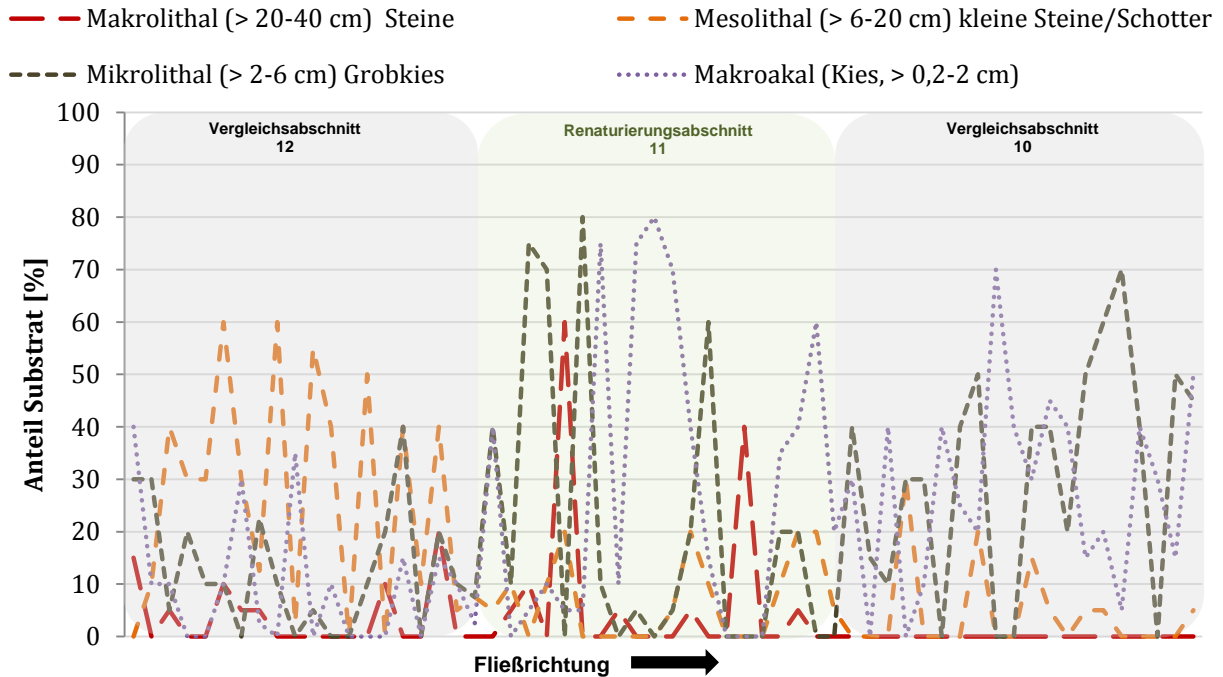 Makrolithal (> 20-40 cm)  Steine
Mesolithal (> 6-20 cm) kleine Steine/Schotter
Mikrolithal (> 2-6 cm) Grobkies
Makroakal (Kies, > 0,2-2 cm)
Anteil Substrat [%]
100
90
80
70
60
50
40
30
20
10
0
Vergleichsabschnitt
12
Renaturierungsabschnitt
11
Vergleichsabschnitt
10
Fließrichtung